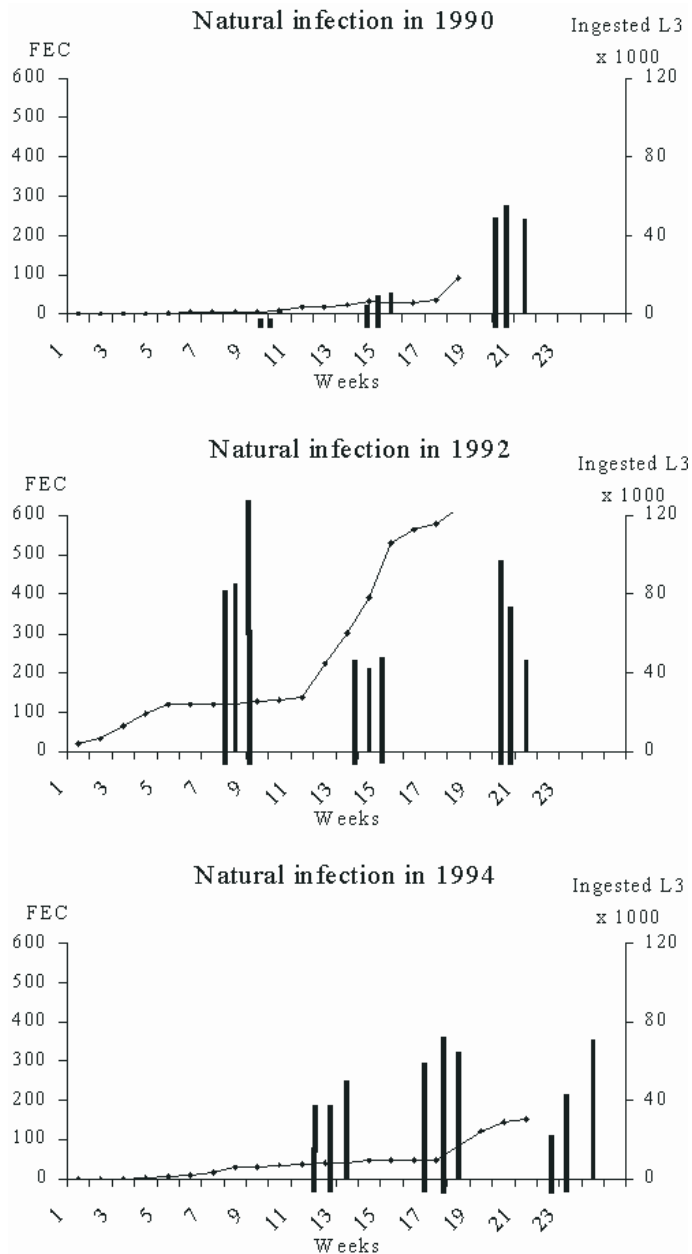 Natural infection in 1990
FEC
Ingested L3
x 1000
600
500
400
300
200
100
0
120
80
40
0
1 3 5 7 9 11 13 15 17 19 21 23
Weeks
Natural infection in 1992
FEC
Ingested L3
x 1000
600
500
400
300
200
100
0
120
80
40
0
1 3 5 7 9 11 13 15 17 19 21 23
Weeks
Natural infection in 1994
FEC
Ingested L3
x 1000
600
500
400
300
200
100
0
120
80
40
0
1 3 5 7 9 11 13 15 17 19 21 23
Weeks